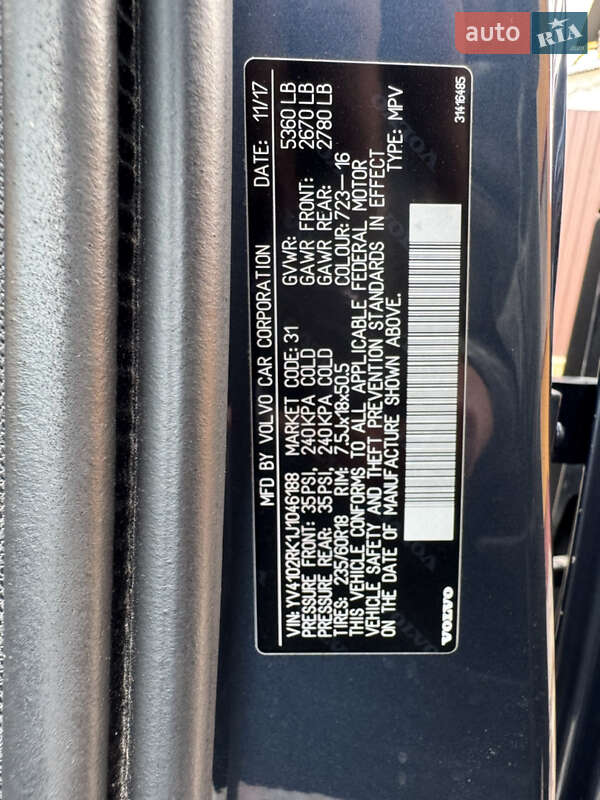 auto RIA
.com
MFD BY VOLVO CAR CORPORATION DATE: 11/17
VIN: YV4102RK1J1046188 MARKET CODE: 31 GVWR: 5360 LB
PRESSURE FRONT: 35PSI, 240KPA COLD GAWR FRONT: 2670 LB
PRESSURE REAR: 35PSI, 240KPA COLD GAWR REAR: 2780 LB
TIRES: 235/60R18 RIM: 7.5Jx18x50.5 COLOUR: 723—16
THIS VEHICLE CONFORMS TO ALL APPLICABLE FEDERAL MOTOR
VEHICLE SAFETY AND THEFT PREVENTION STANDARDS IN EFFECT
ON THE DATE OF MANUFACTURE SHOWN ABOVE. TYPE: MPV
VOLVO 31416485